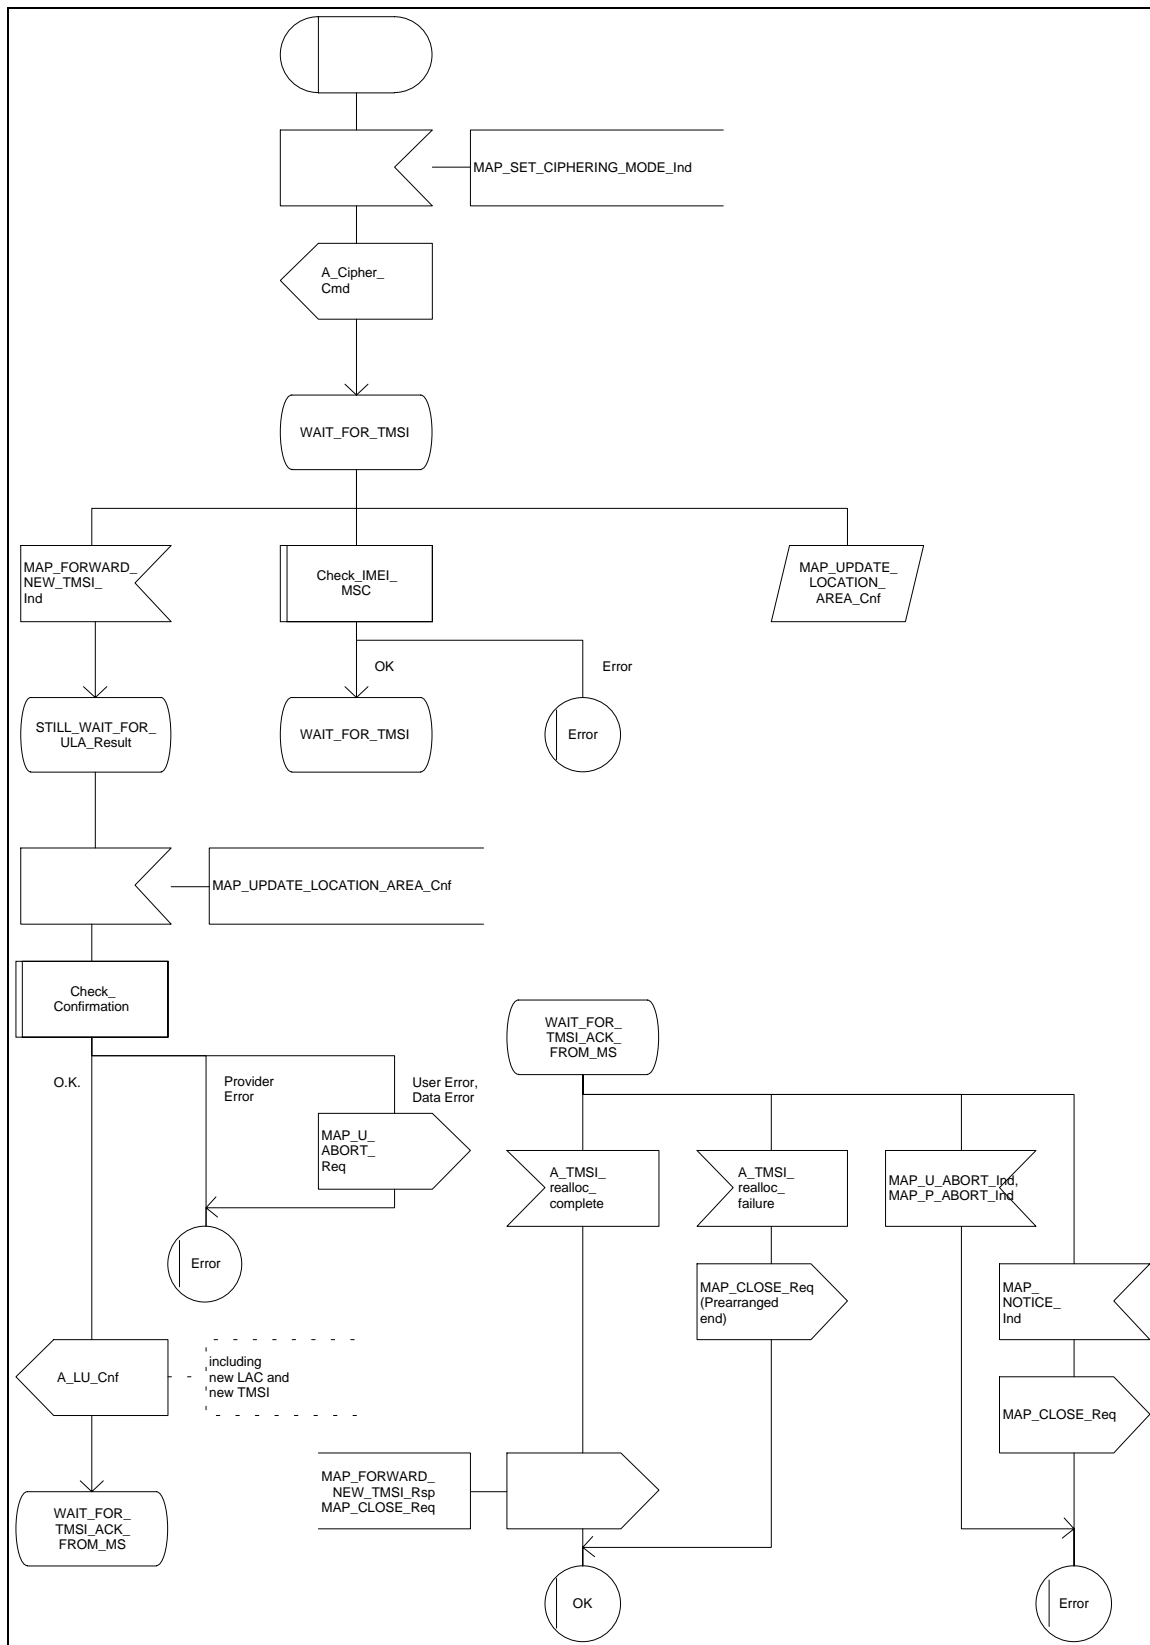 MAP_SET_CIPHERING_MODE_Ind
A_Cipher_
Cmd
WAIT_FOR_TMSI
MAP_FORWARD_
NEW_TMSI_
Ind
Check_IMEI_
MSC
MAP_UPDATE_
LOCATION_
AREA_Cnf
OK
Error
STILL_WAIT_FOR_
ULA_Result
WAIT_FOR_TMSI
Error
MAP_UPDATE_LOCATION_AREA_Cnf
Check_
Confirmation
O.K.
Provider
Error
User Error,
Data Error
MAP_U_
ABORT_
Req
Error
A_LU_Cnf
including
new LAC and
new TMSI
WAIT_FOR_
TMSI_ACK_
FROM_MS
WAIT_FOR_
TMSI_ACK_
FROM_MS
A_TMSI_
realloc_
complete
A_TMSI_
realloc_
failure
MAP_U_ABORT_Ind,
MAP_P_ABORT_Ind
MAP_CLOSE_Req
(Prearranged
end)
MAP_
NOTICE_
Ind
MAP_CLOSE_Req
MAP_FORWARD_
NEW_TMSI_Rsp
MAP_CLOSE_Req
OK
Error